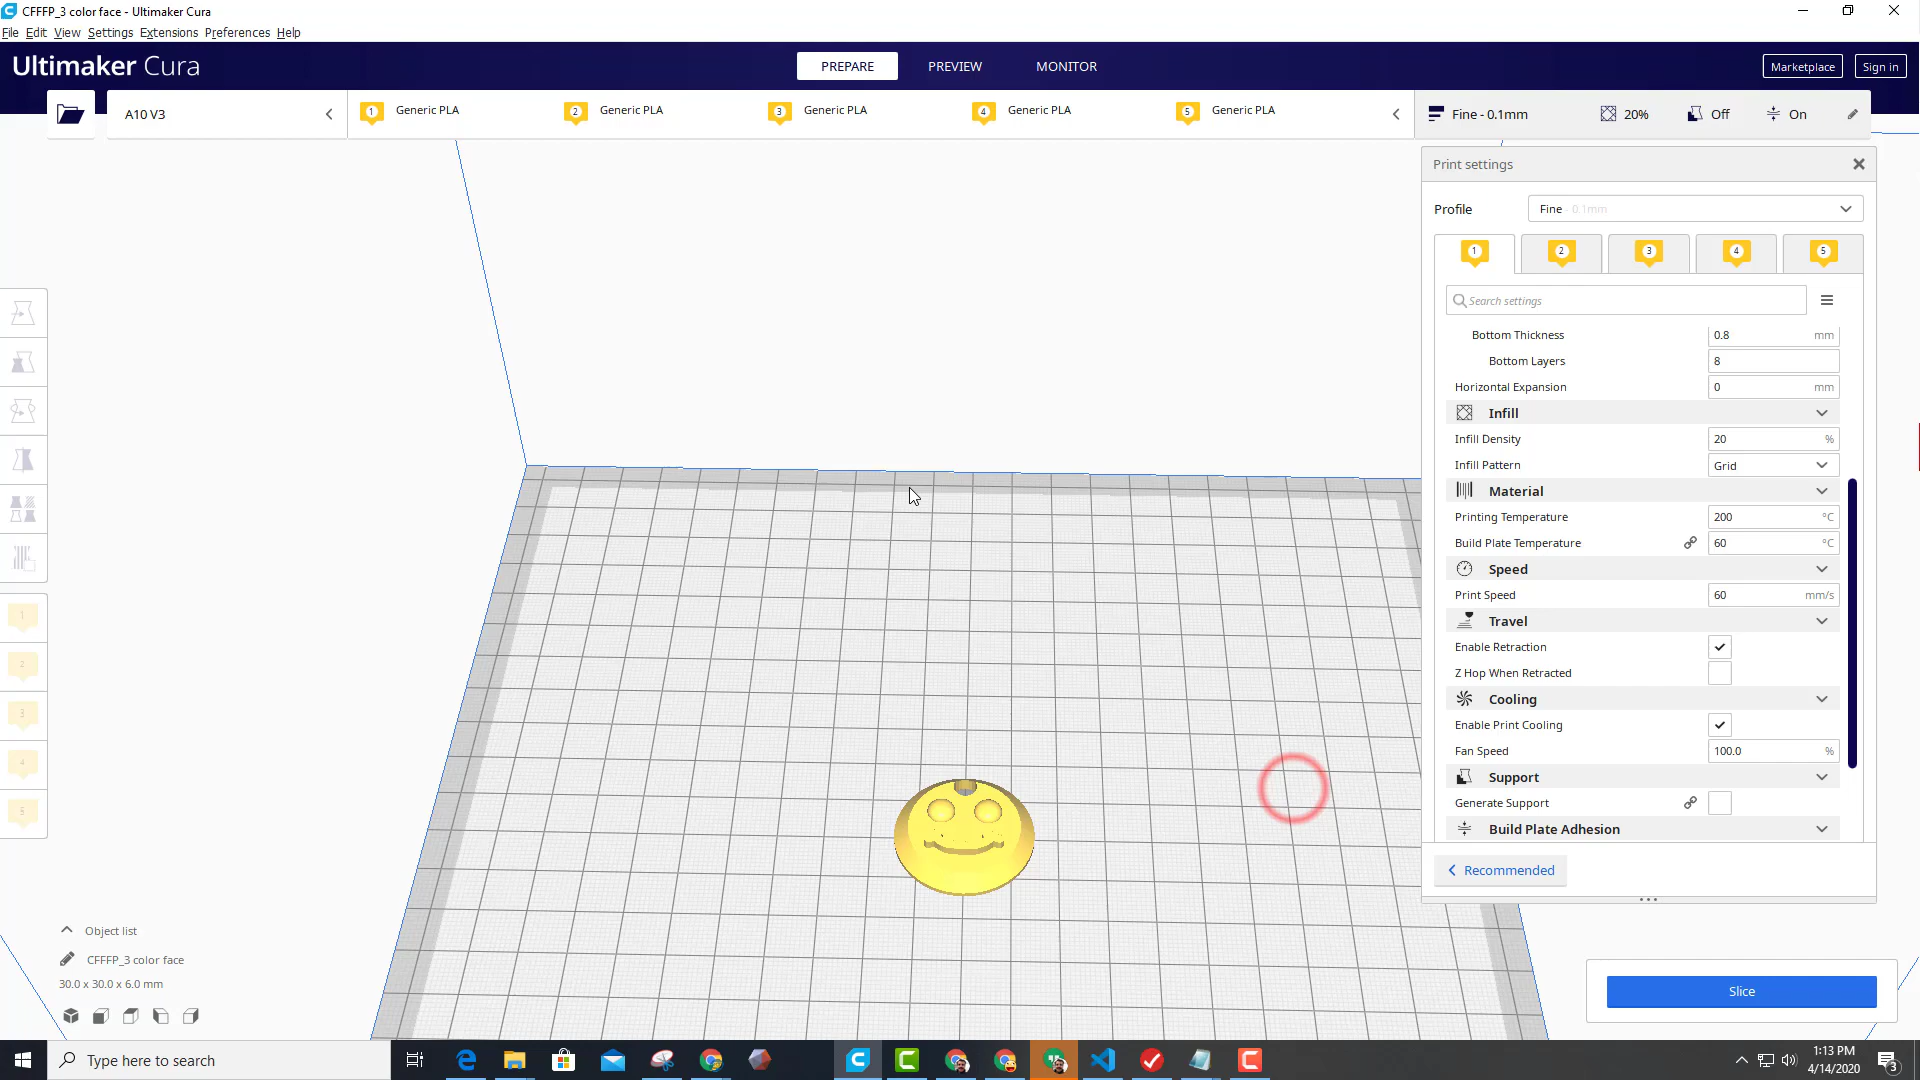 CFFFP_3 color face - Ultimaker Cura
File Edit View Settings Extensions Preferences Help
Ultimaker Cura
PREPARE
PREVIEW
MONITOR
Marketplace
Sign in
A10 V3
1 Generic PLA
2 Generic PLA
3 Generic PLA
4 Generic PLA
5 Generic PLA
Fine - 0.1mm
20%
Off
On
Print settings
Profile
Fine - 0.1mm
1 2 3 4 5
Search settings
Bottom Thickness 0.8 mm
Bottom Layers 8
Horizontal Expansion 0 mm
Infill
Infill Density 20 %
Infill Pattern Grid
Material
Printing Temperature 200 °C
Build Plate Temperature 60 °C
Speed
Print Speed 60 mm/s
Travel
Enable Retraction
Z Hop When Retracted
Cooling
Enable Print Cooling
Fan Speed 100.0 %
Support
Generate Support
Build Plate Adhesion
Recommended
1
2
3
4
5
Object list
CFFFP_3 color face
30.0 x 30.0 x 6.0 mm
Slice
Type here to search
1:13 PM
4/14/2020
3